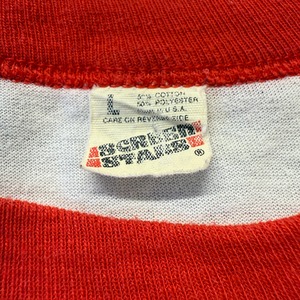 L
50% COTTON
50% POLYESTER
MADE IN U.S.A.
CARE ON REVERSE SIDE
SCREEN
STARS®